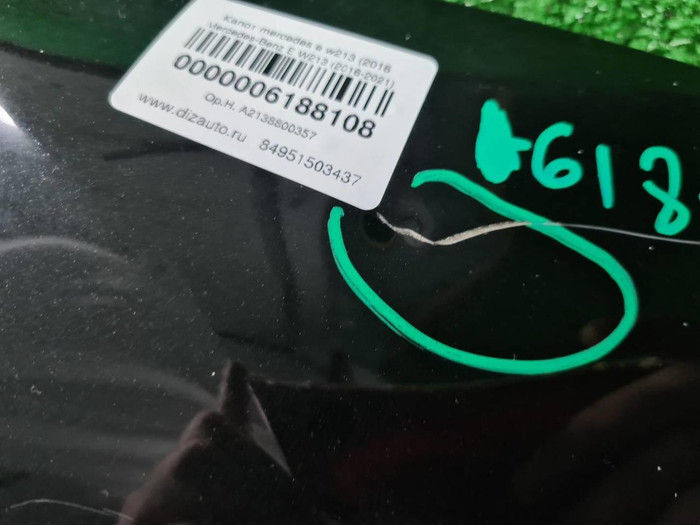 Капот mercedes e w213 (2016
Mercedes-Benz E W213 (2016-2021)
0000006188108
Ор.Н. A2138800357
www.dizauto.ru 84951503437
618